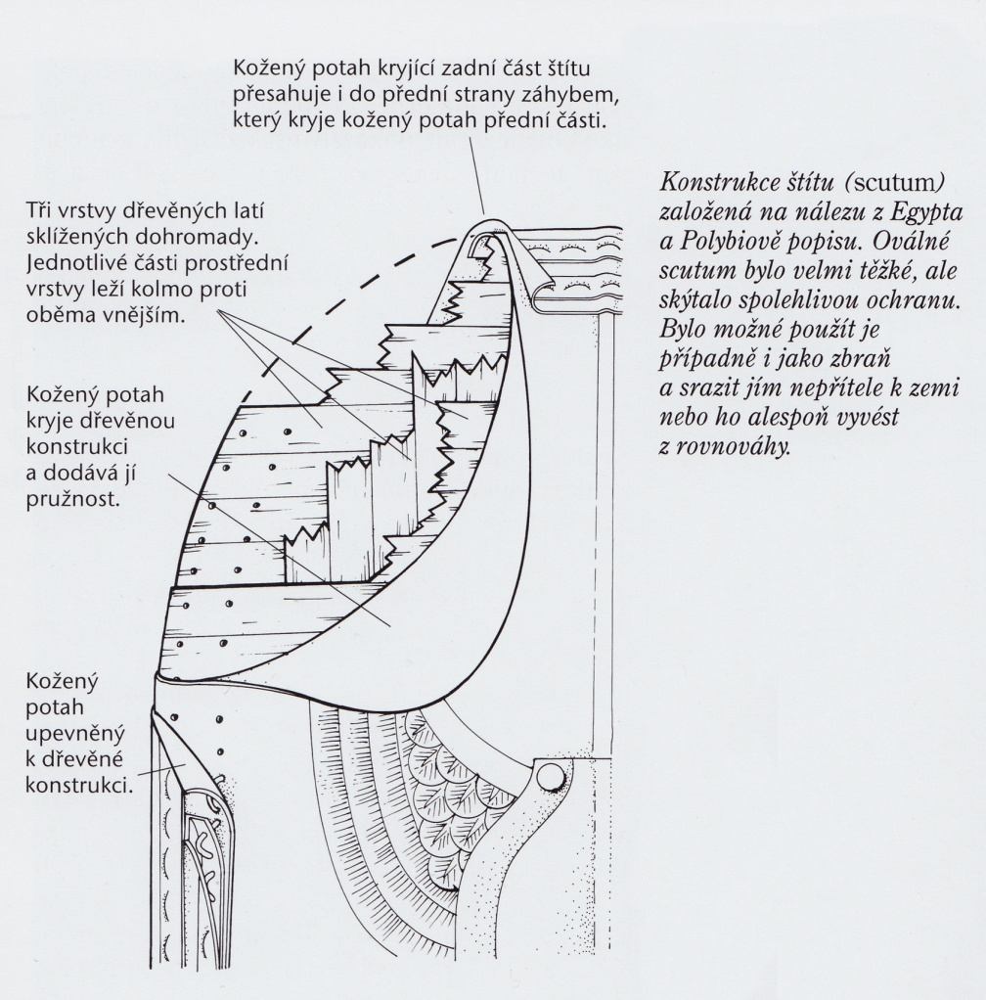 Kožený potah kryjící zadní část štítu
přesahuje i do přední strany záhybem,
který kryje kožený potah přední části.
Tři vrstvy dřevěných latí
sklížených dohromady.
Jednotlivé části prostřední
vrstvy leží kolmo proti
oběma vnějším.
Kožený potah
kryje dřevěnou
konstrukci
a dodává jí
pružnost.
Kožený
potah
upevněný
k dřevěné
konstrukci.
Konstrukce štítu (scutum)
založená na nálezu z Egypta
a Polybiově popisu. Oválné
scutum bylo velmi těžké, ale
skýtalo spolehlivou ochranu.
Bylo možné použít je
případně i jako zbraň
a srazit jím nepřítele k zemi
nebo ho alespoň vyvést
z rovnováhy.